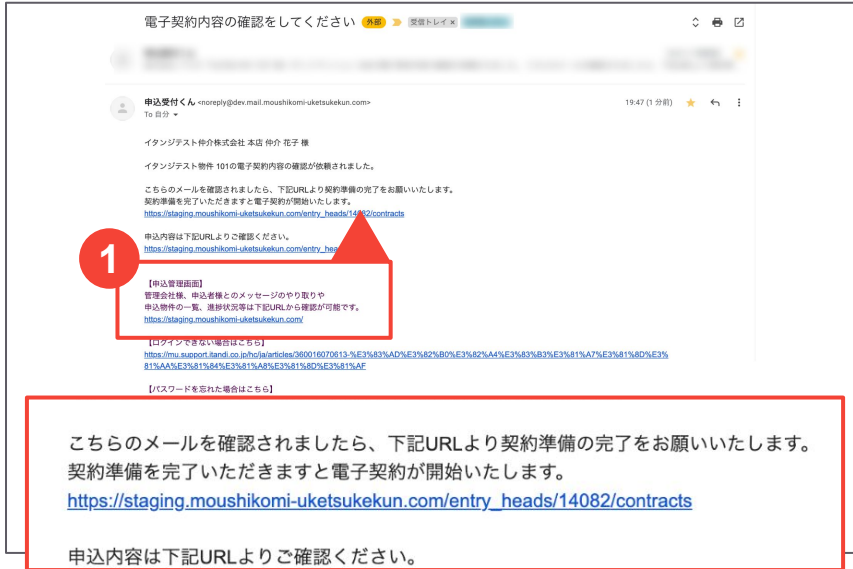 電子契約内容の確認をしてください 外部 受信トレイ ×
申込受付くん <noreply@dev.mail.moushikomi-uketsukekun.com> 19:47 (1 分前)
To 自分
イタンジテスト仲介株式会社 本店 仲介 花子 様
イタンジテスト物件 101の電子契約内容の確認が依頼されました。
こちらのメールを確認されましたら、下記URLより契約準備の完了をお願いいたします。
契約準備を完了いただきますと電子契約が開始いたします。
https://staging.moushikomi-uketsukekun.com/entry_heads/14082/contracts
申込内容は下記URLよりご確認ください。
https://staging.moushikomi-uketsukekun.com/entry_hea
1
【申込管理画面】
管理会社様、申込者様とのメッセージのやり取りや
申込物件の一覧、進捗状況等は下記URLから確認が可能です。
https://staging.moushikomi-uketsukekun.com/
【ログインできない場合はこちら】
https://mu.support.itandi.co.jp/hc/ja/articles/360016070613-%E3%83%AD%E3%82%B0%E3%82%A4%E3%83%B3%E3%81%A7%E3%81%8D%E3%
81%AA%E3%81%84%E3%81%A8%E3%81%8D%E3%81%AF
【パスワードを忘れた場合はこちら】
こちらのメールを確認されましたら、下記URLより契約準備の完了をお願いいたします。
契約準備を完了いただきますと電子契約が開始いたします。
https://staging.moushikomi-uketsukekun.com/entry_heads/14082/contracts
申込内容は下記URLよりご確認ください。